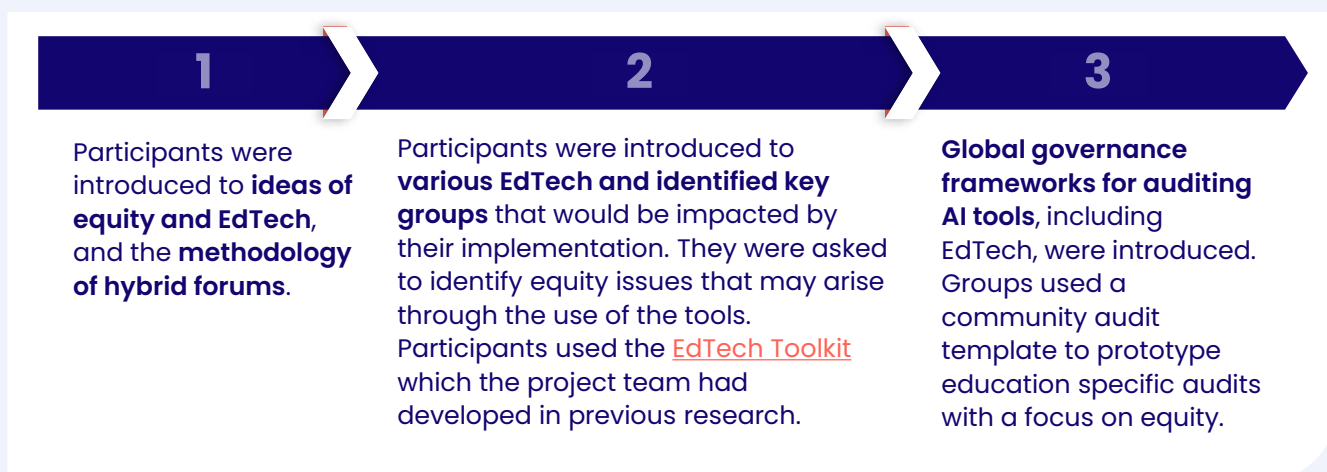 1
Participants were
introduced to ideas of
equity and EdTech,
and the methodology
of hybrid forums.
2
Participants were introduced to
various EdTech and identified key
groups that would be impacted by
their implementation. They were asked
to identify equity issues that may arise
through the use of the tools.
Participants used the EdTech Toolkit
which the project team had
developed in previous research.
3
Global governance
frameworks for auditing
AI tools, including
EdTech, were introduced.
Groups used a
community audit
template to prototype
education specific audits
with a focus on equity.